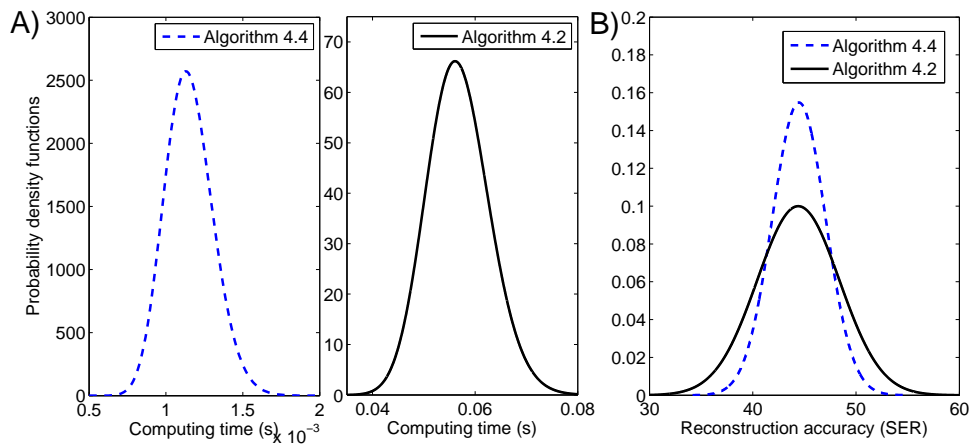 A)
Probability density functions
3000
2500
2000
1500
1000
500
0
0.5 1 1.5 2
Computing time (s)
x 10⁻³
Algorithm 4.4
70
60
50
40
30
20
10
0
0.04 0.06 0.08
Computing time (s)
Algorithm 4.2
B)
0.2
0.18
0.16
0.14
0.12
0.1
0.08
0.06
0.04
0.02
0
30 40 50 60
Reconstruction accuracy (SER)
Algorithm 4.4
Algorithm 4.2